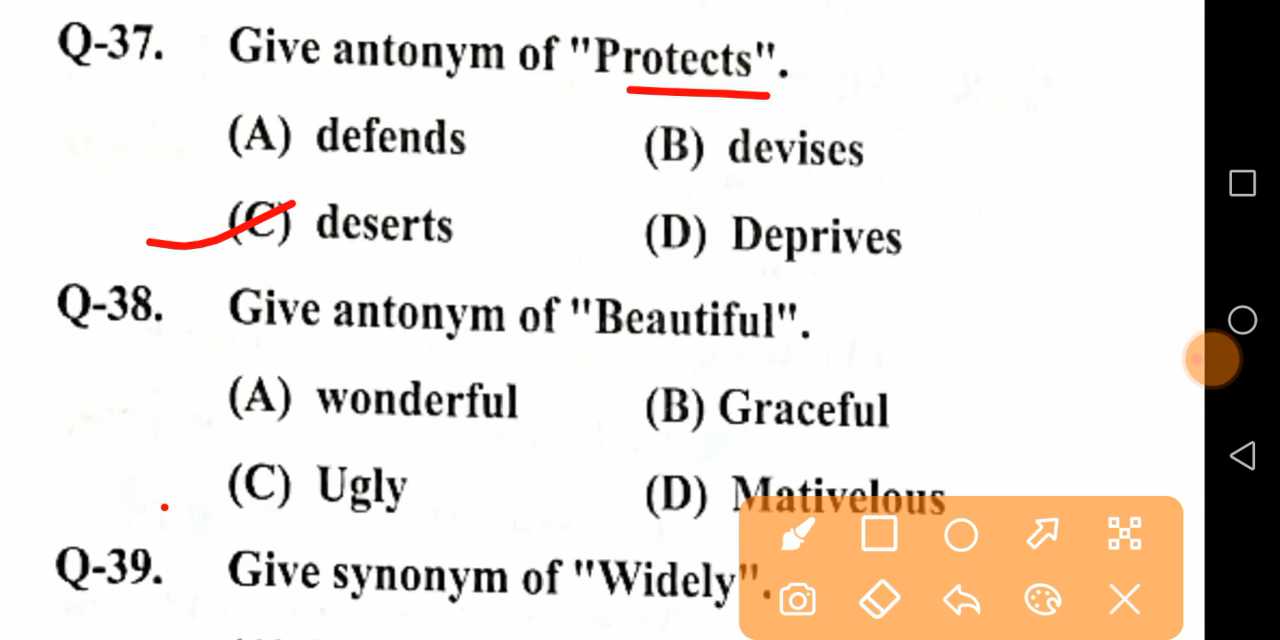 Q-37. Give antonym of "Protects".
(A) defends (B) devises
(C) deserts (D) Deprives
Q-38. Give antonym of "Beautiful".
(A) wonderful (B) Graceful
(C) Ugly (D) Mativelous
Q-39. Give synonym of "Widely".